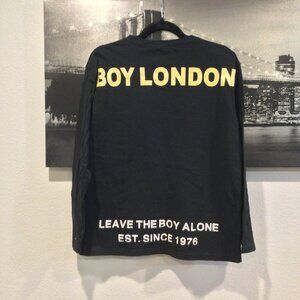 BOY LONDON
LEAVE THE BOY ALONE
EST. SINCE 1976